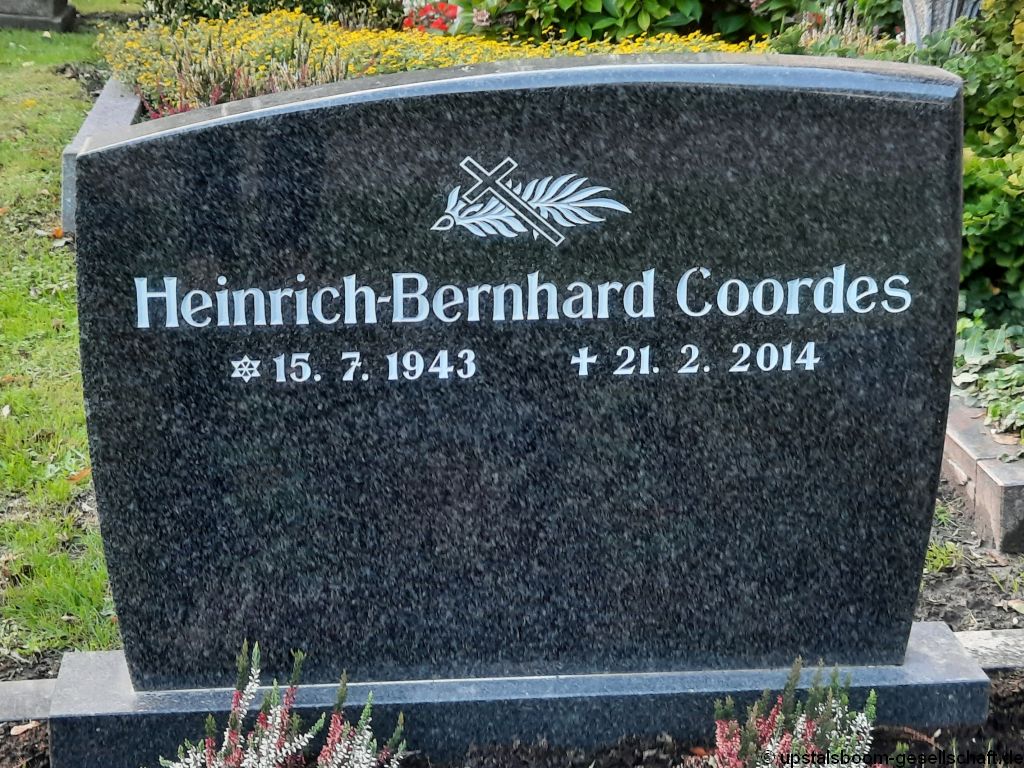 Heinrich-Bernhard Coordes
✡ 15. 7. 1943 ✝ 21. 2. 2014
© upstalsboom-gesellschaft.de